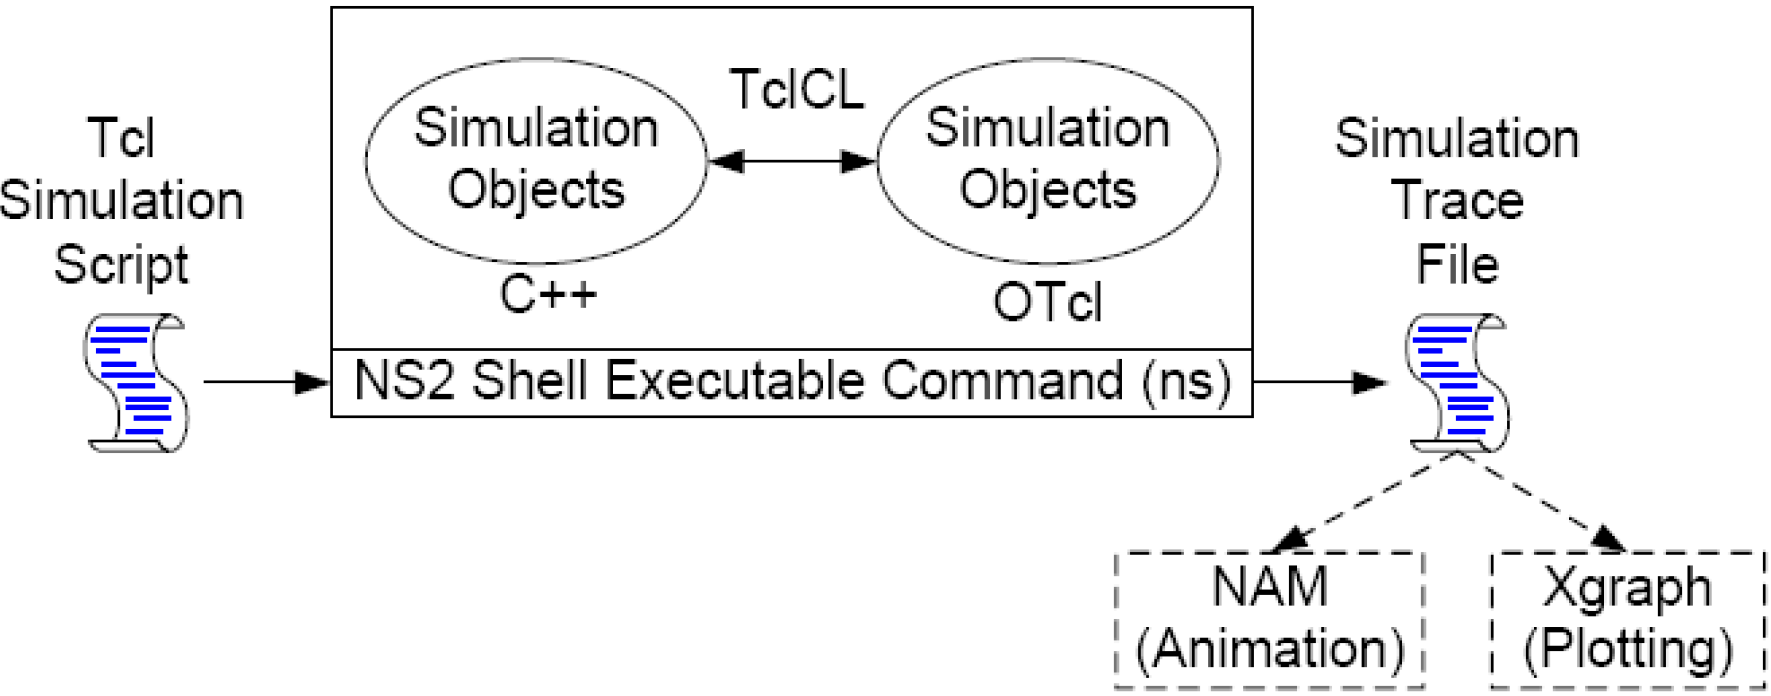 Tcl
Simulation
Script
Simulation
Objects
C++
TclCL
Simulation
Objects
OTcl
NS2 Shell Executable Command (ns)
Simulation
Trace
File
NAM
(Animation)
Xgraph
(Plotting)